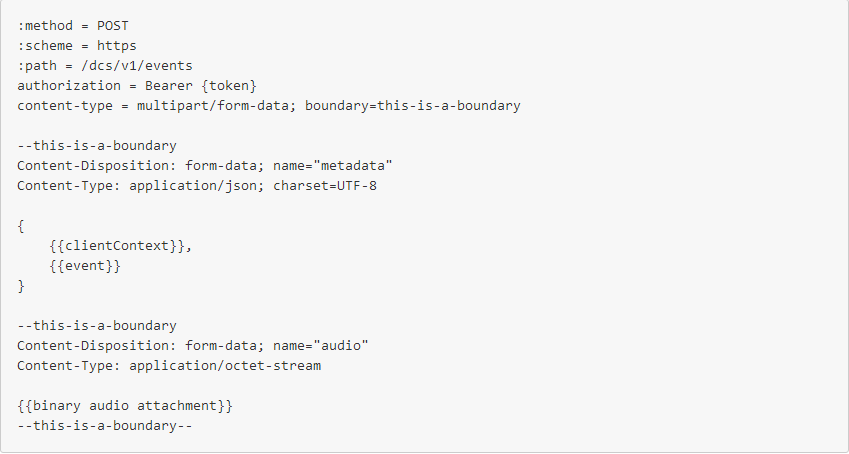 :method = POST
:scheme = https
:path = /dcs/v1/events
authorization = Bearer {token}
content-type = multipart/form-data; boundary=this-is-a-boundary

--this-is-a-boundary
Content-Disposition: form-data; name="metadata"
Content-Type: application/json; charset=UTF-8

{
    {{clientContext}},
    {{event}}
}

--this-is-a-boundary
Content-Disposition: form-data; name="audio"
Content-Type: application/octet-stream

{{binary audio attachment}}
--this-is-a-boundary--